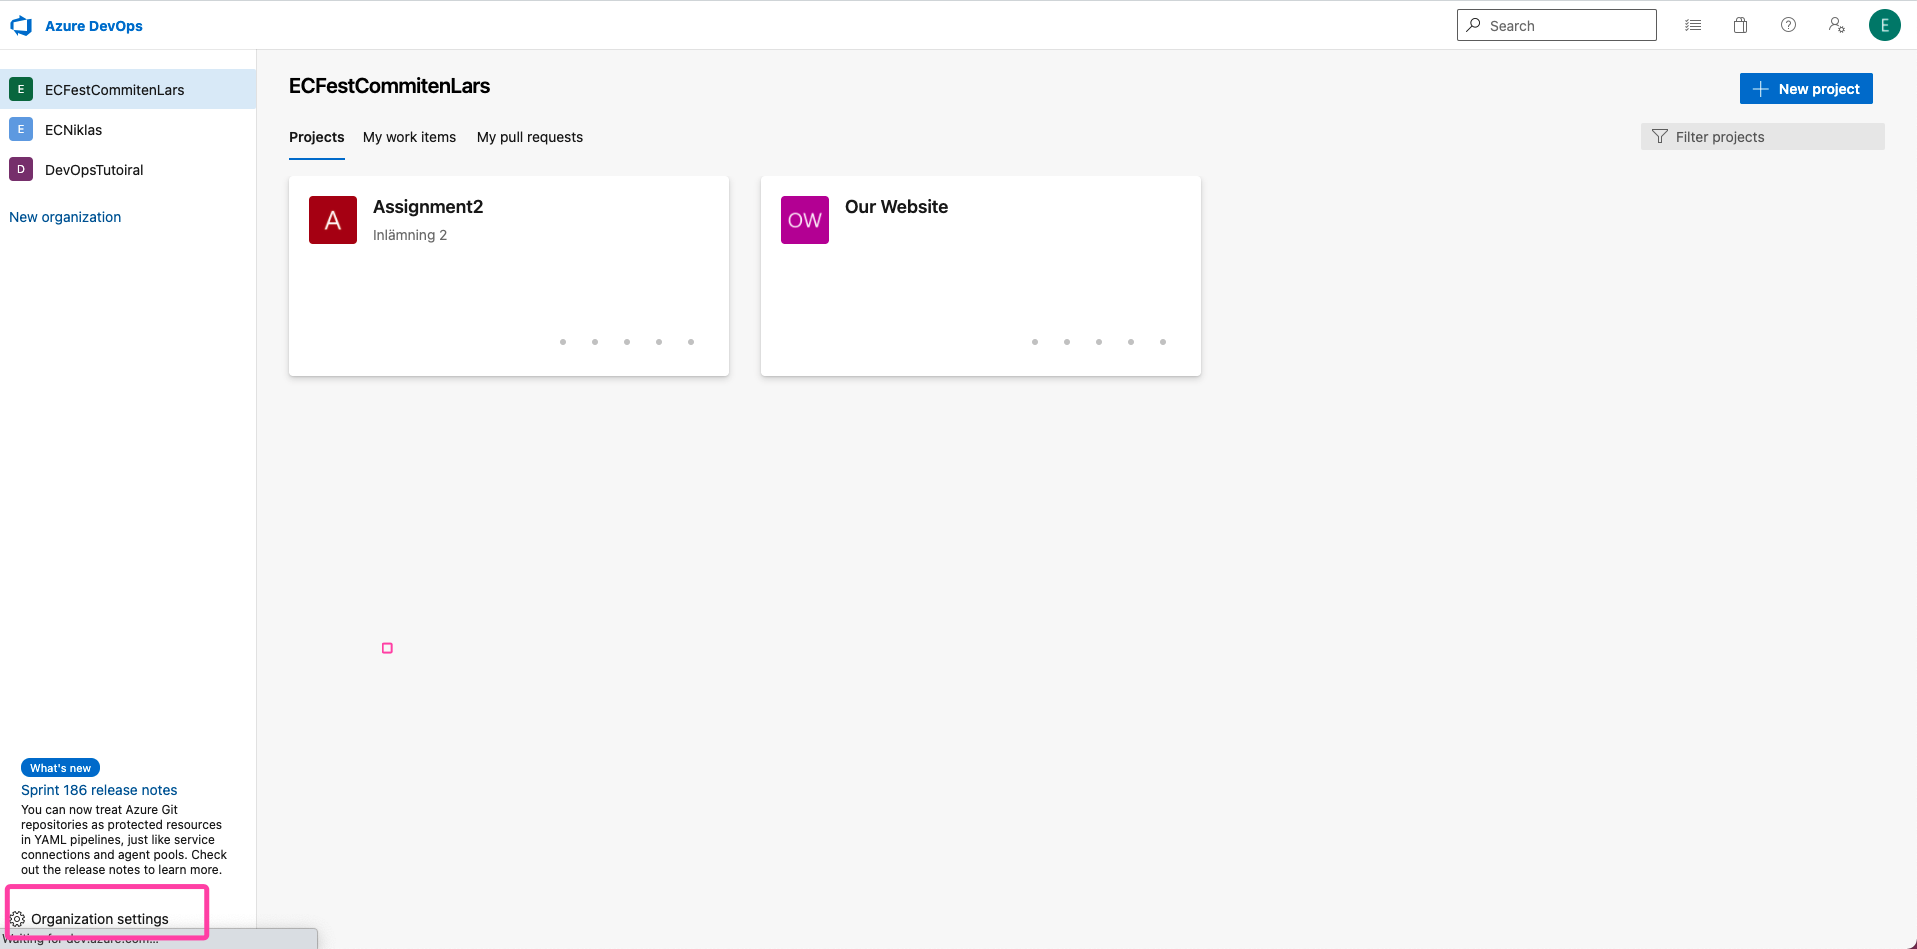 Azure DevOps
Search
E
E ECFestCommitenLars
E ECNiklas
D DevOpsTutoiral
New organization
ECFestCommitenLars
New project
Projects My work items My pull requests
Filter projects
A Assignment2
Inlämning 2
OW Our Website
What's new
Sprint 186 release notes
You can now treat Azure Git
repositories as protected resources
in YAML pipelines, just like service
connections and agent pools. Check
out the release notes to learn more.
Organization settings
Waiting for dev.azure.com...